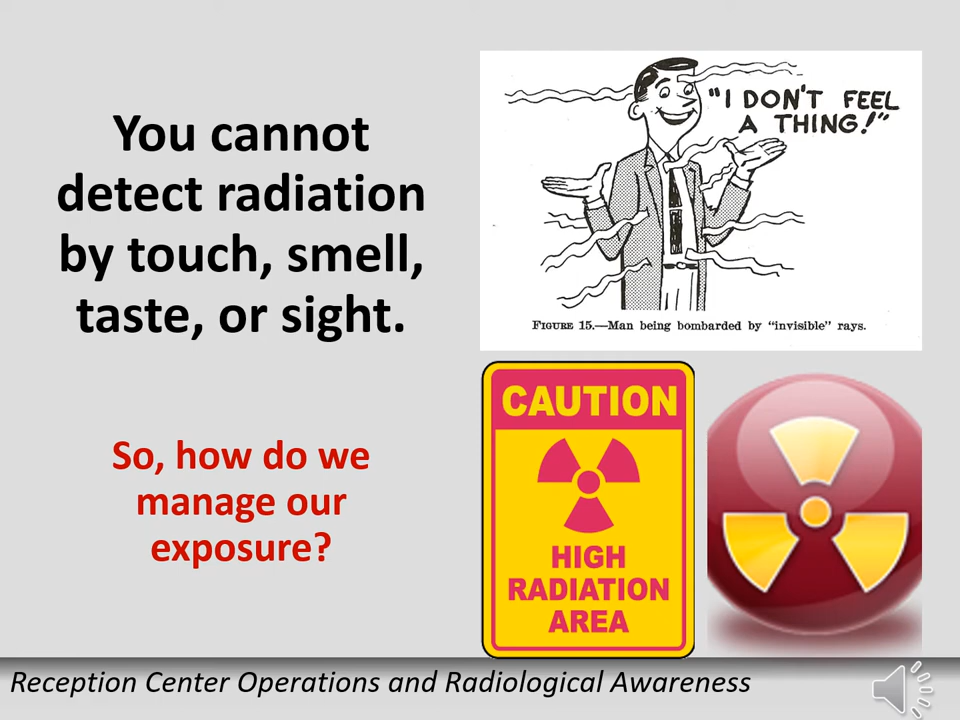 You cannot
detect radiation
by touch, smell,
taste, or sight.
So, how do we
manage our
exposure?
"I DON'T FEEL
A THING!"
FIGURE 15.—Man being bombarded by "invisible" rays.
CAUTION
HIGH
RADIATION
AREA
Reception Center Operations and Radiological Awareness